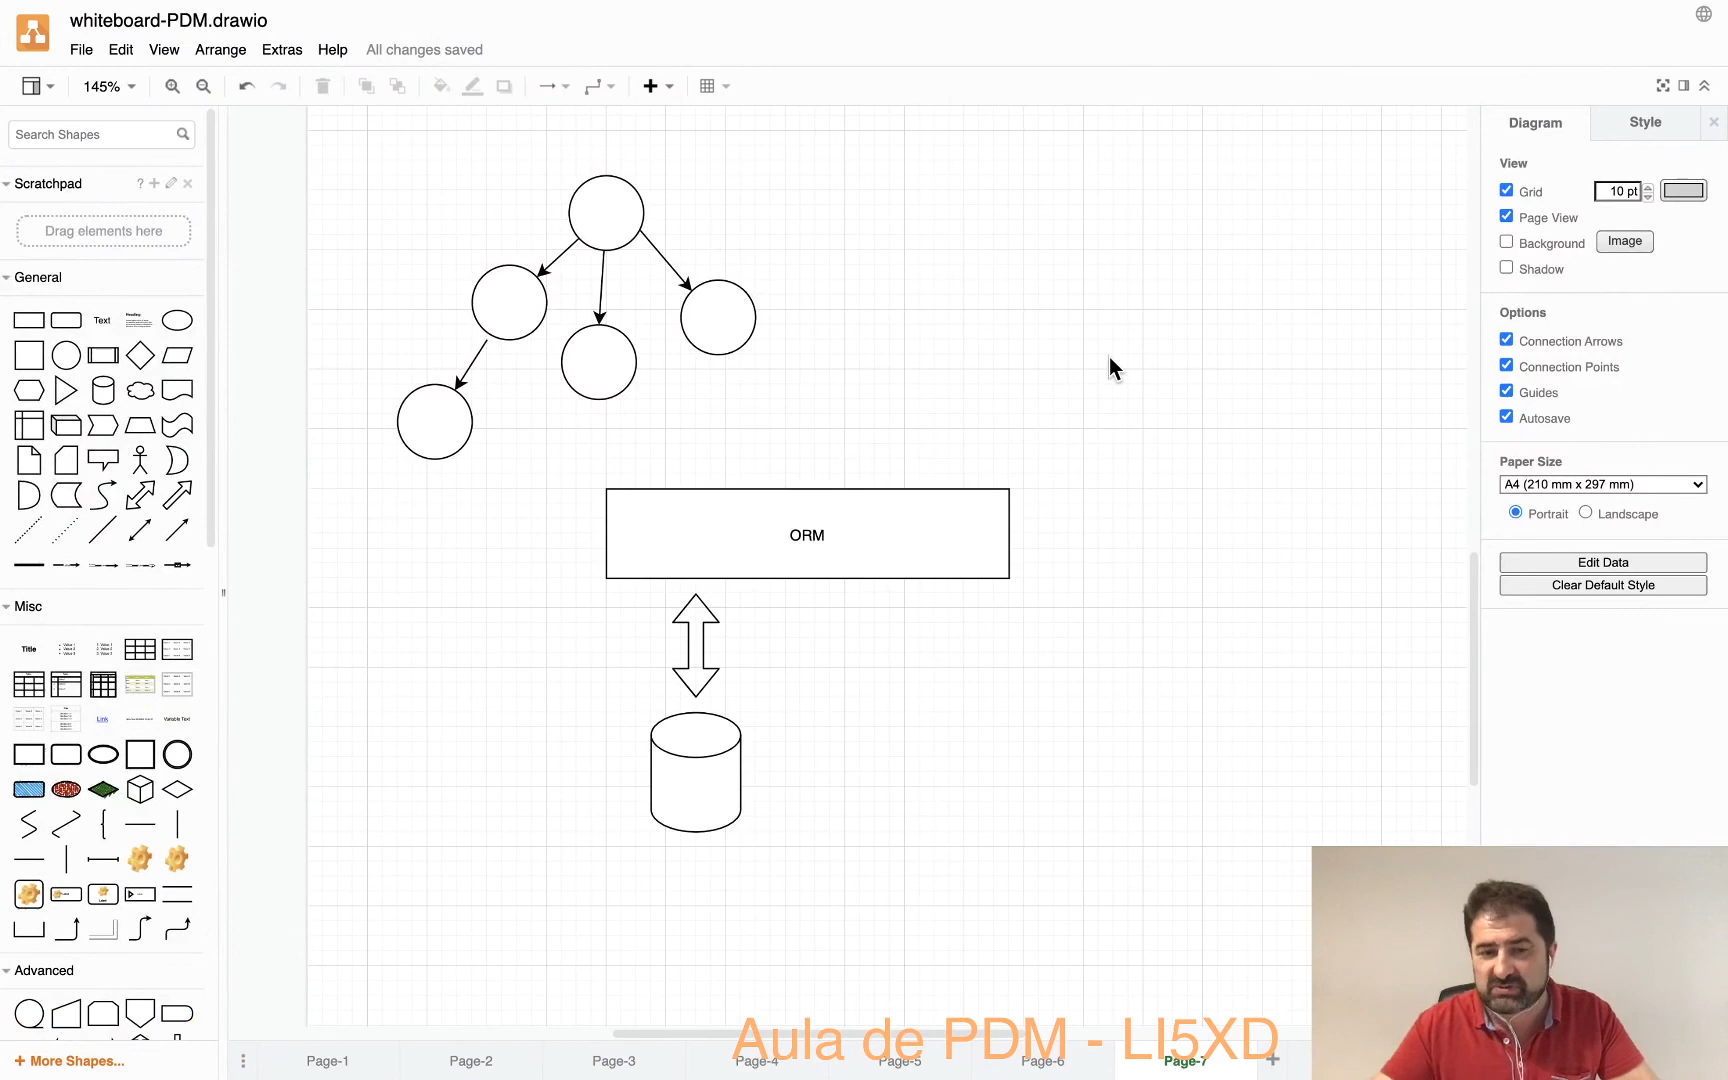 whiteboard-PDM.drawio
File Edit View Arrange Extras Help All changes saved
145%
Search Shapes
Scratchpad ?
Drag elements here
General
Text
Heading
Misc
Title
Link
Variable Text
Advanced
+ More Shapes...
ORM
Diagram Style
View
Grid 10 pt
Page View
Background Image
Shadow
Options
Connection Arrows
Connection Points
Guides
Autosave
Paper Size
A4 (210 mm x 297 mm)
Portrait Landscape
Edit Data
Clear Default Style
Aula de PDM - LI5XD
Page-1 Page-2 Page-3 Page-4 Page-5 Page-6 Page-7